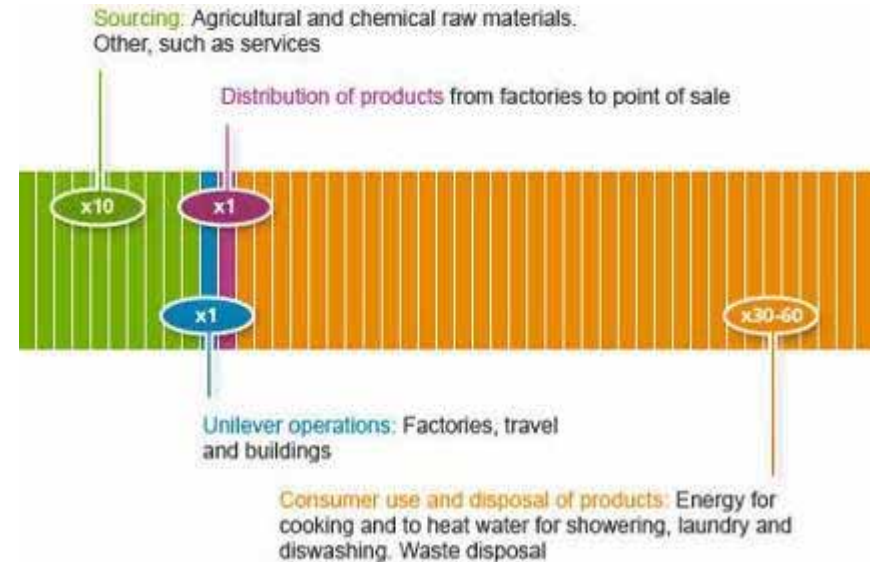 Sourcing: Agricultural and chemical raw materials.
Other, such as services
Distribution of products from factories to point of sale
x10
x1
x1
x30-60
Unilever operations: Factories, travel
and buildings
Consumer use and disposal of products: Energy for
cooking and to heat water for showering, laundry and
diswashing. Waste disposal